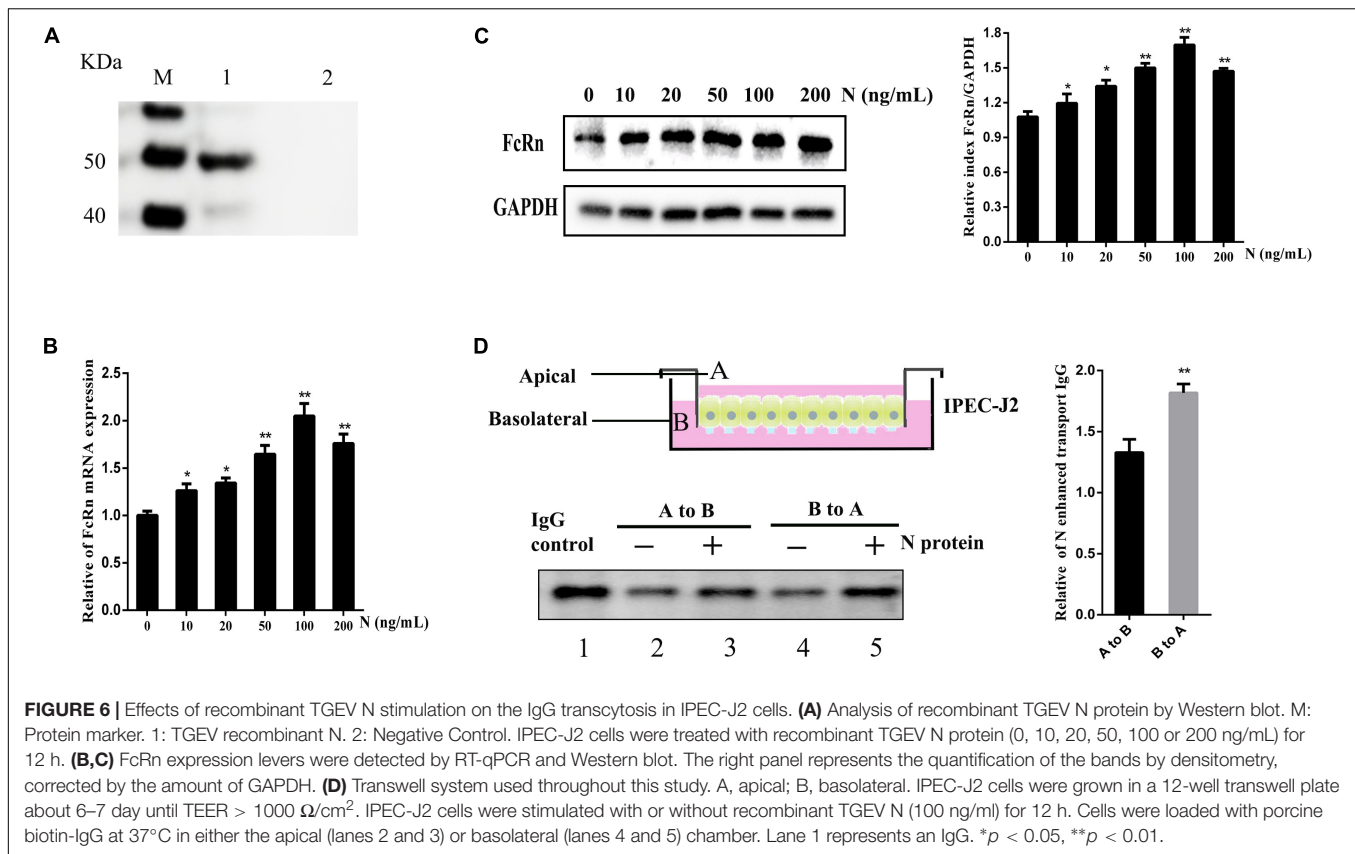 A
KDa
M 1 2
50
40
C
0 10 20 50 100 200 N (ng/mL)
FcRn
GAPDH
Relative index FcRn/GAPDH
1.8
1.5
1.2
0.9
0.6
0.3
0.0
* * ** ** **
0 10 20 50 100 200 N (ng/mL)
B
Relative of FcRn mRNA expression
2.5
2.0
1.5
1.0
0.5
0.0
* * ** ** **
0 10 20 50 100 200 N (ng/mL)
D
Apical
A
Basolateral
B
IPEC-J2
IgG
control
A to B B to A
− + − + N protein
1 2 3 4 5
Relative of N enhanced transport IgG
2.0
1.5
1.0
0.5
0.0
**
A to B
B to A
FIGURE 6 | Effects of recombinant TGEV N stimulation on the IgG transcytosis in IPEC-J2 cells. (A) Analysis of recombinant TGEV N protein by Western blot. M:
Protein marker. 1: TGEV recombinant N. 2: Negative Control. IPEC-J2 cells were treated with recombinant TGEV N protein (0, 10, 20, 50, 100 or 200 ng/mL) for
12 h. (B,C) FcRn expression levers were detected by RT-qPCR and Western blot. The right panel represents the quantification of the bands by densitometry,
corrected by the amount of GAPDH. (D) Transwell system used throughout this study. A, apical; B, basolateral. IPEC-J2 cells were grown in a 12-well transwell plate
about 6–7 day until TEER > 1000 Ω/cm². IPEC-J2 cells were stimulated with or without recombinant TGEV N (100 ng/ml) for 12 h. Cells were loaded with porcine
biotin-IgG at 37°C in either the apical (lanes 2 and 3) or basolateral (lanes 4 and 5) chamber. Lane 1 represents an IgG. *p < 0.05, **p < 0.01.